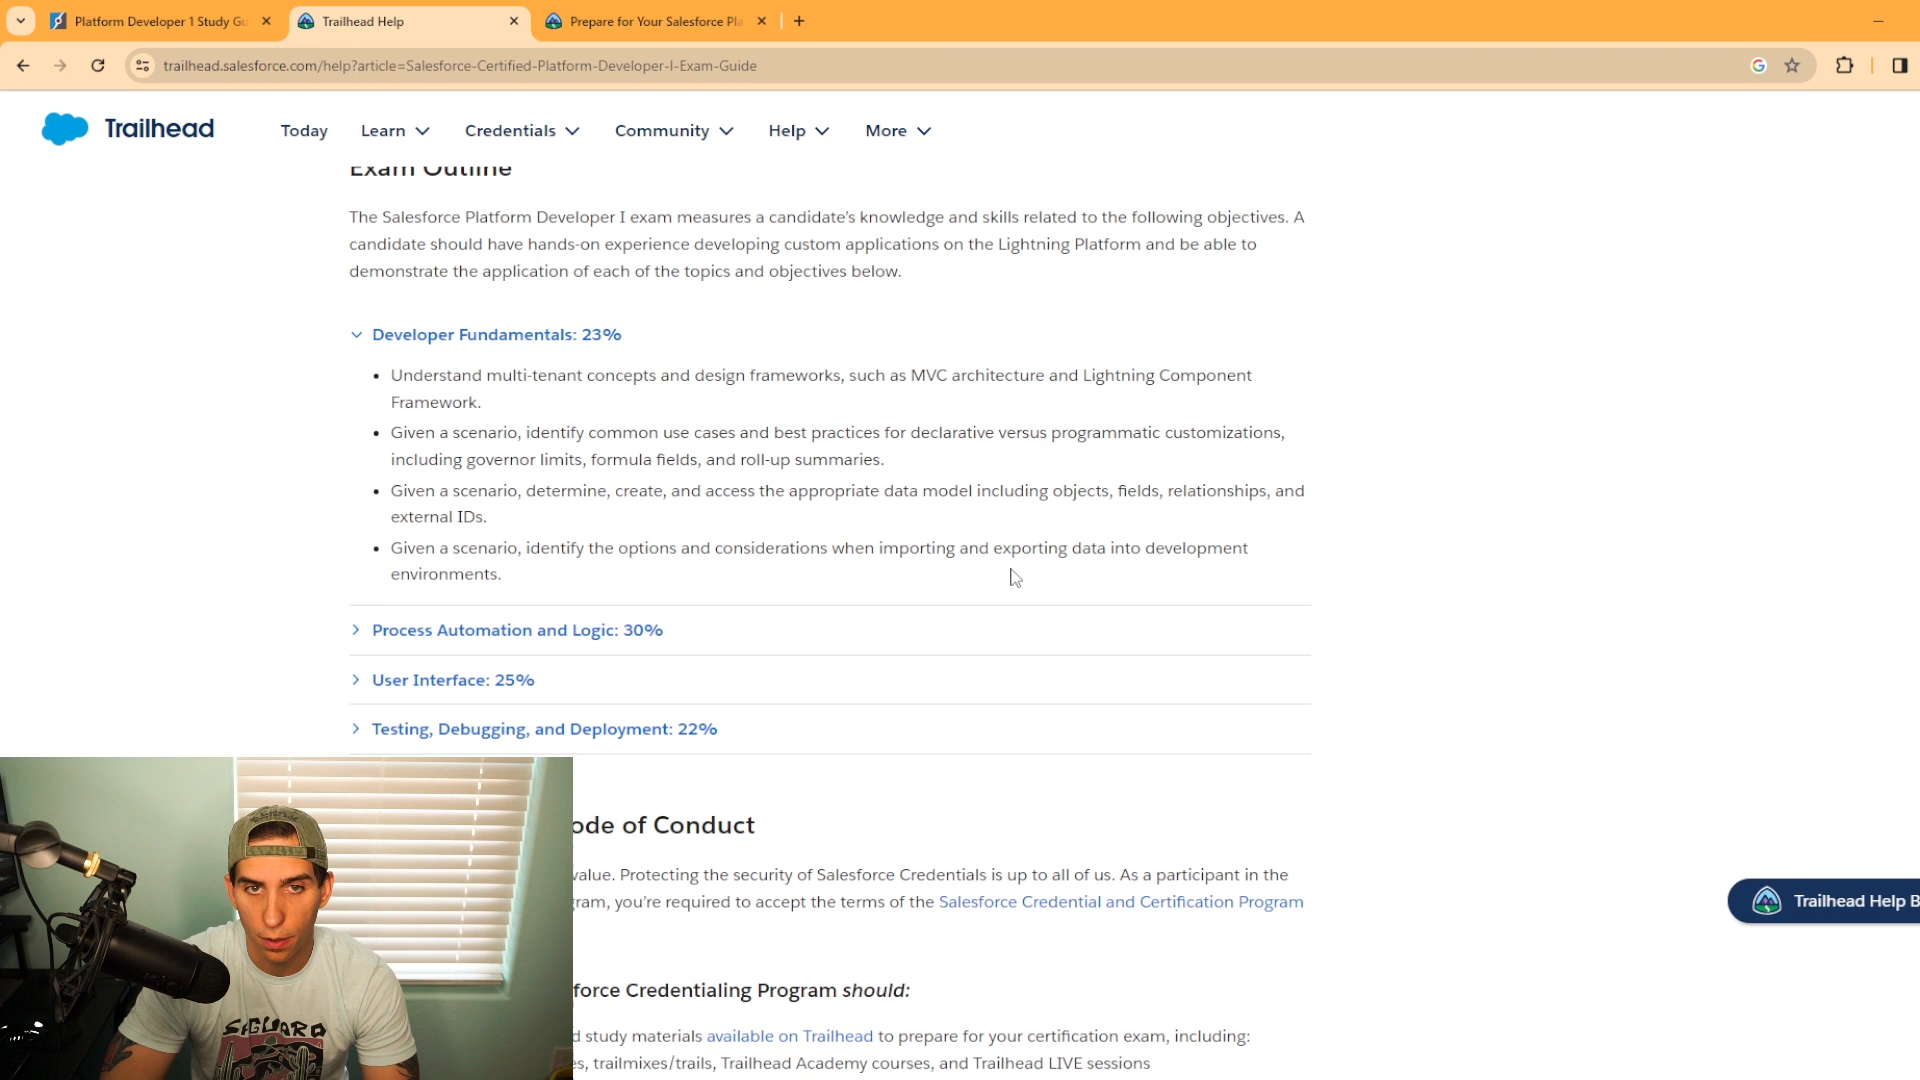 Platform Developer 1 Study Gu
Trailhead Help
Prepare for Your Salesforce Pla
trailhead.salesforce.com/help?article=Salesforce-Certified-Platform-Developer-I-Exam-Guide
Trailhead
Today
Learn
Credentials
Community
Help
More
Exam Outline
The Salesforce Platform Developer I exam measures a candidate's knowledge and skills related to the following objectives. A
candidate should have hands-on experience developing custom applications on the Lightning Platform and be able to
demonstrate the application of each of the topics and objectives below.
Developer Fundamentals: 23%
• Understand multi-tenant concepts and design frameworks, such as MVC architecture and Lightning Component
Framework.
• Given a scenario, identify common use cases and best practices for declarative versus programmatic customizations,
including governor limits, formula fields, and roll-up summaries.
• Given a scenario, determine, create, and access the appropriate data model including objects, fields, relationships, and
external IDs.
• Given a scenario, identify the options and considerations when importing and exporting data into development
environments.
Process Automation and Logic: 30%
User Interface: 25%
Testing, Debugging, and Deployment: 22%
ode of Conduct
value. Protecting the security of Salesforce Credentials is up to all of us. As a participant in the
ram, you're required to accept the terms of the Salesforce Credential and Certification Program
Trailhead Help B
force Credentialing Program should:
d study materials available on Trailhead to prepare for your certification exam, including:
es, trailmixes/trails, Trailhead Academy courses, and Trailhead LIVE sessions
SAGUARO